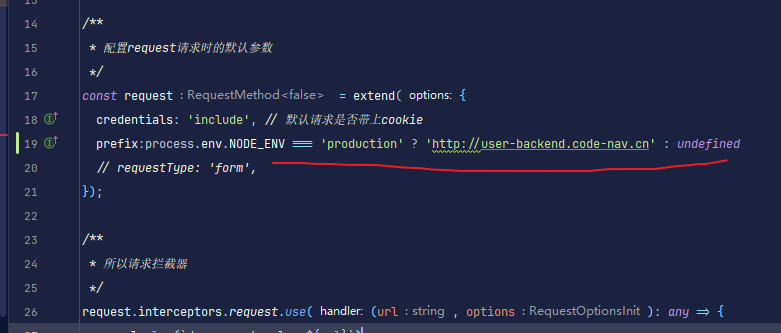 14 /**
15 * 配置request请求时的默认参数
16 */
17 const request :RequestMethod<false> = extend( options: {
18 credentials: 'include', // 默认请求是否带上cookie
19 prefix:process.env.NODE_ENV === 'production' ? 'http://user-backend.code-nav.cn' : undefined
20 // requestType: 'form',
21 });
22
23 /**
24 * 所以请求拦截器
25 */
26 request.interceptors.request.use( handler: (url :string , options :RequestOptionsInit ): any => {